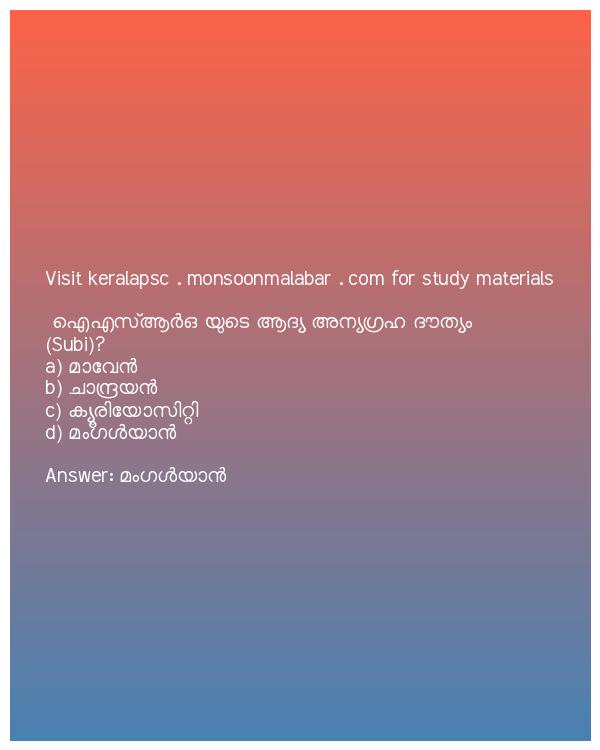 Visit keralapsc . monsoonmalabar . com for study materials
ഐഎസ്ആർഒ യുടെ ആദ്യ അന്യഗ്രഹ ദൗത്യം
(Subi)?
a) മാവേൻ
b) ചാന്ദ്രയൻ
c) ക്യൂരിയോസിറ്റി
d) മംഗൾയാൻ
Answer: മംഗൾയാൻ